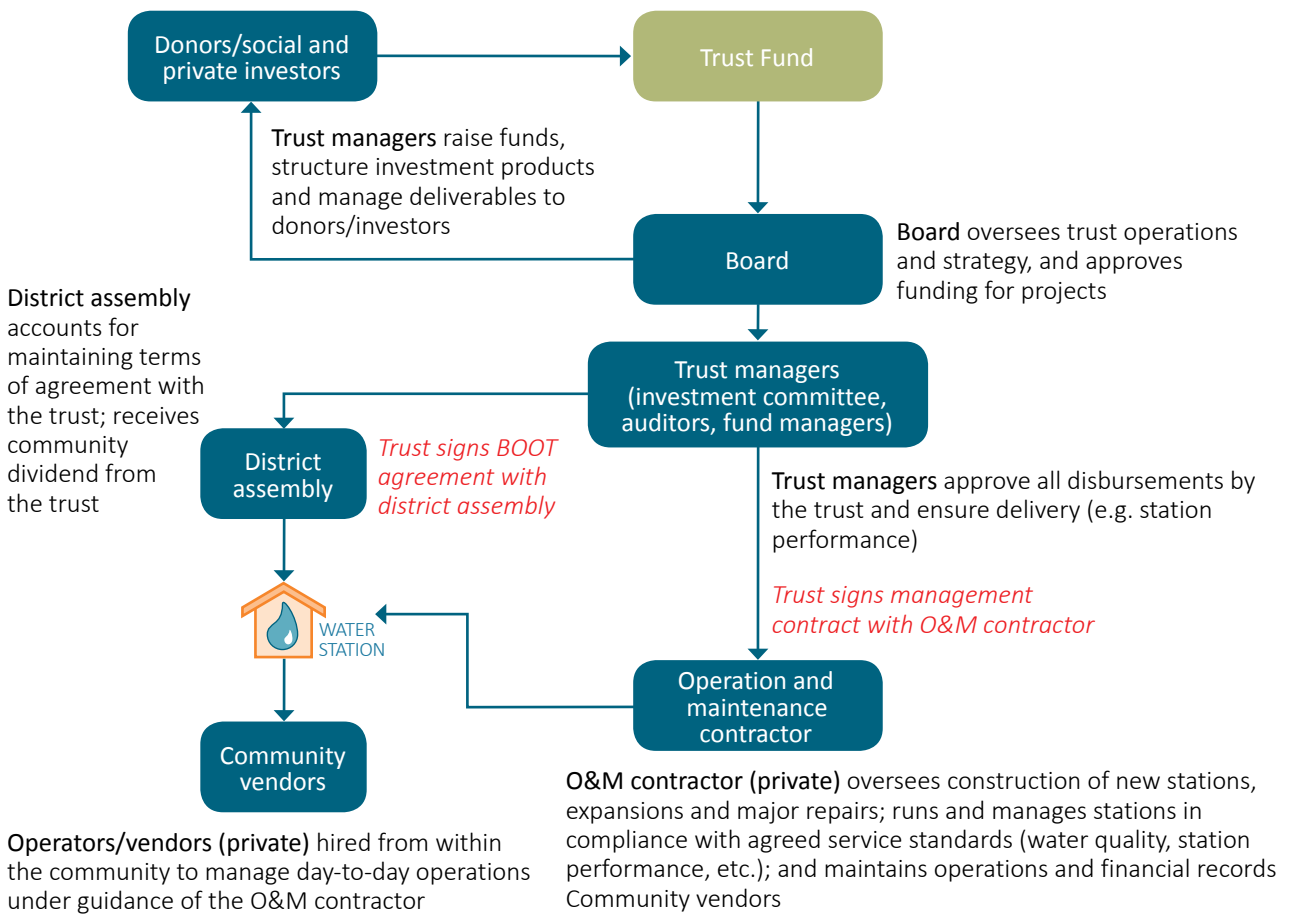 Donors/social and
private investors
Trust Fund
Trust managers raise funds,
structure investment products
and manage deliverables to
donors/investors
Board
Board oversees trust operations
and strategy, and approves
funding for projects
District assembly
accounts for
maintaining terms
of agreement with
the trust; receives
community
dividend from
the trust
Trust managers
(investment committee,
auditors, fund managers)
District
assembly
Trust signs BOOT
agreement with
district assembly
Trust managers approve all disbursements by
the trust and ensure delivery (e.g. station
performance)
Trust signs management
contract with O&M contractor
WATER
STATION
Operation and
maintenance
contractor
Community
vendors
O&M contractor (private) oversees construction of new stations,
expansions and major repairs; runs and manages stations in
compliance with agreed service standards (water quality, station
performance, etc.); and maintains operations and financial records
Community vendors
Operators/vendors (private) hired from within
the community to manage day-to-day operations
under guidance of the O&M contractor